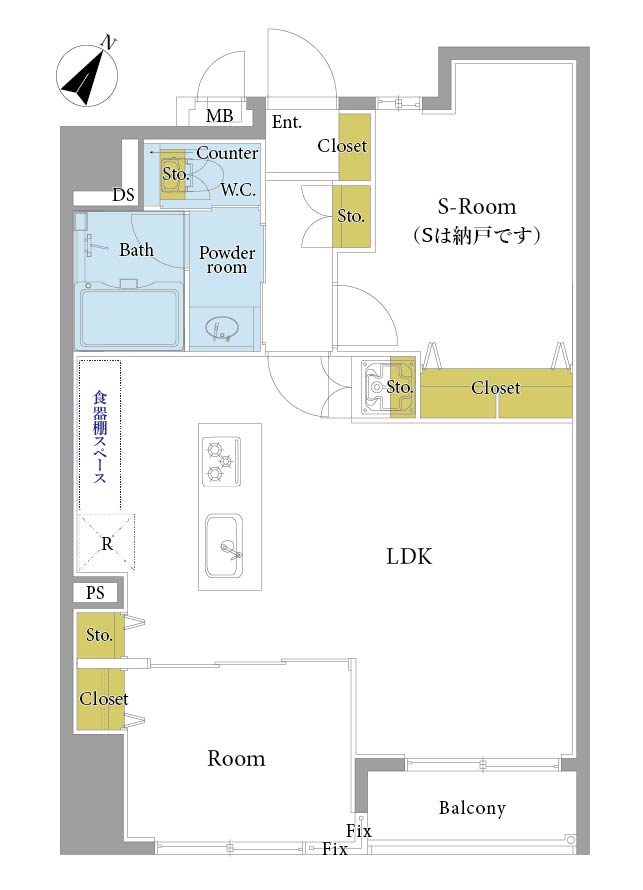 N
MB
Ent.
Closet
Counter
Sto.
W.C.
DS
Sto.
S-Room
（Sは納戸です）
Bath
Powder
room
Sto.
Closet
食器棚スペース
R
LDK
PS
Sto.
Closet
Room
Balcony
Fix
Fix